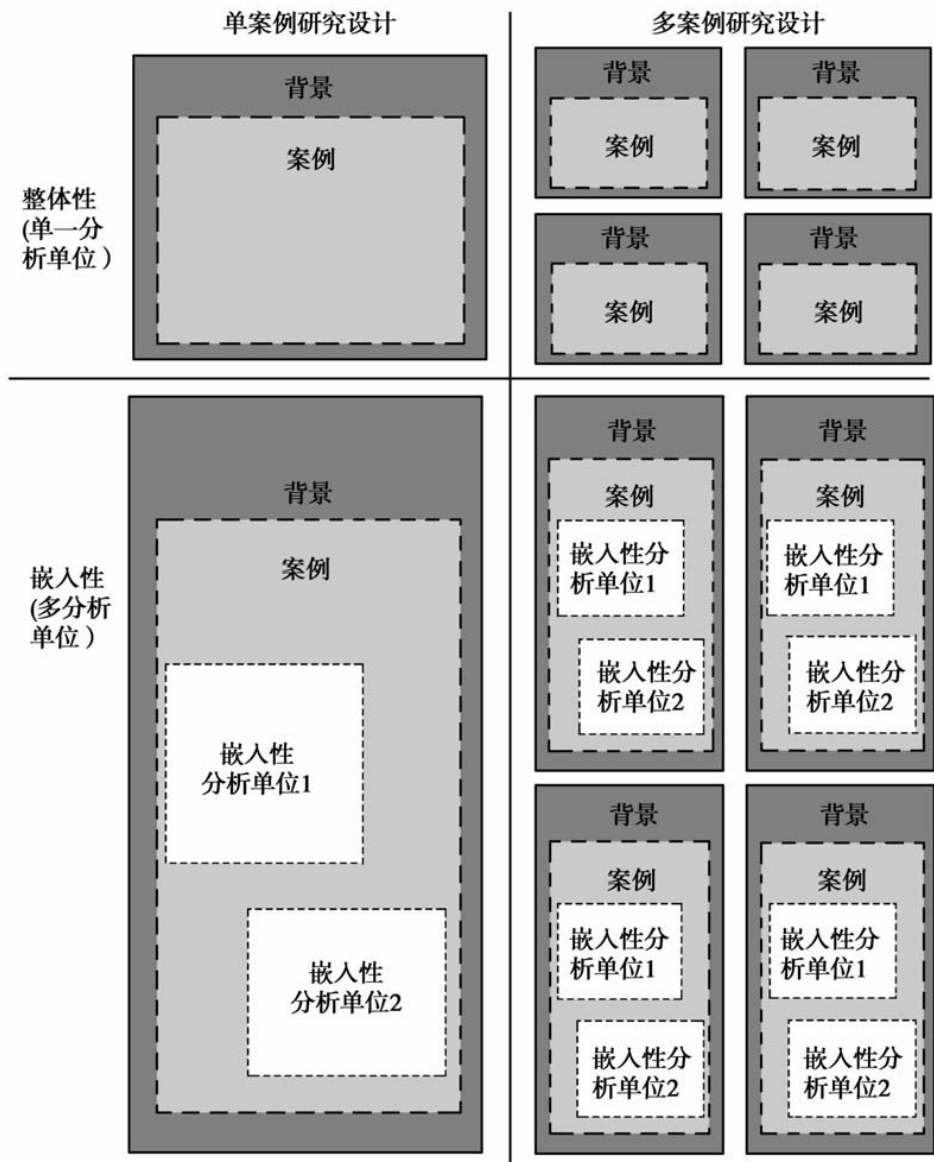 单案例研究设计
多案例研究设计
整体性
(单一分
析单位）
背景
案例
背景
案例
背景
案例
背景
案例
背景
案例
嵌入性
(多分析
单位）
背景
案例
嵌入性
分析单位1
嵌入性
分析单位2
背景
案例
嵌入性分
析单位1
嵌入性分
析单位2
背景
案例
嵌入性分
析单位1
嵌入性分
析单位2
背景
案例
嵌入性分
析单位1
嵌入性分
析单位2
背景
案例
嵌入性分
析单位1
嵌入性分
析单位2